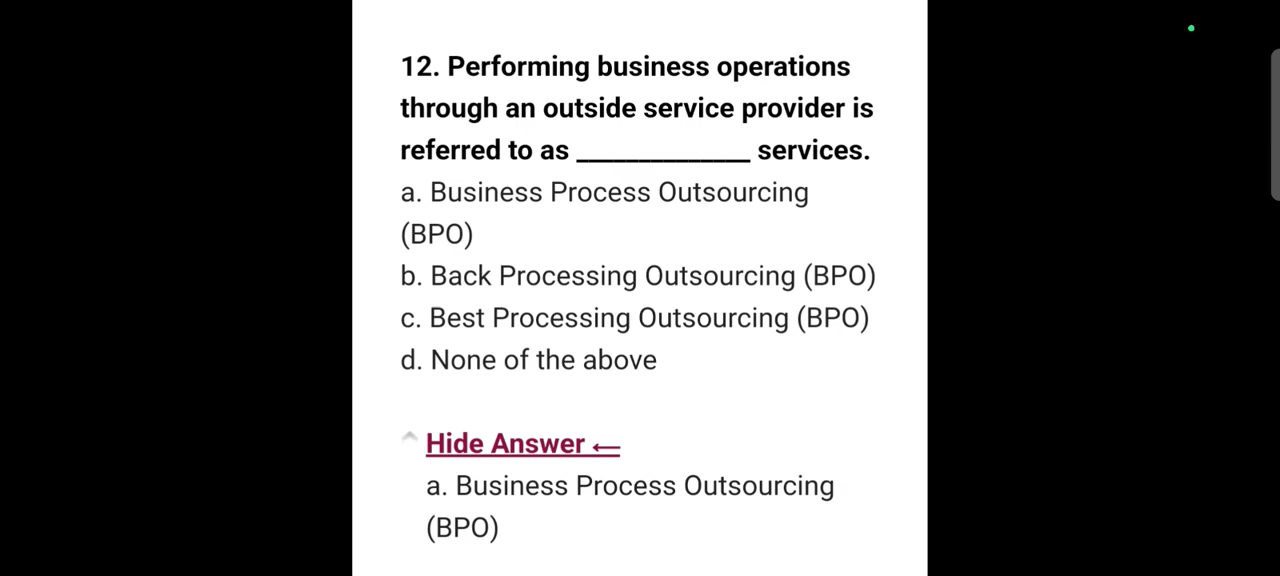 12. Performing business operations
through an outside service provider is
referred to as _____________ services.
a. Business Process Outsourcing
(BPO)
b. Back Processing Outsourcing (BPO)
c. Best Processing Outsourcing (BPO)
d. None of the above
Hide Answer ←
a. Business Process Outsourcing
(BPO)